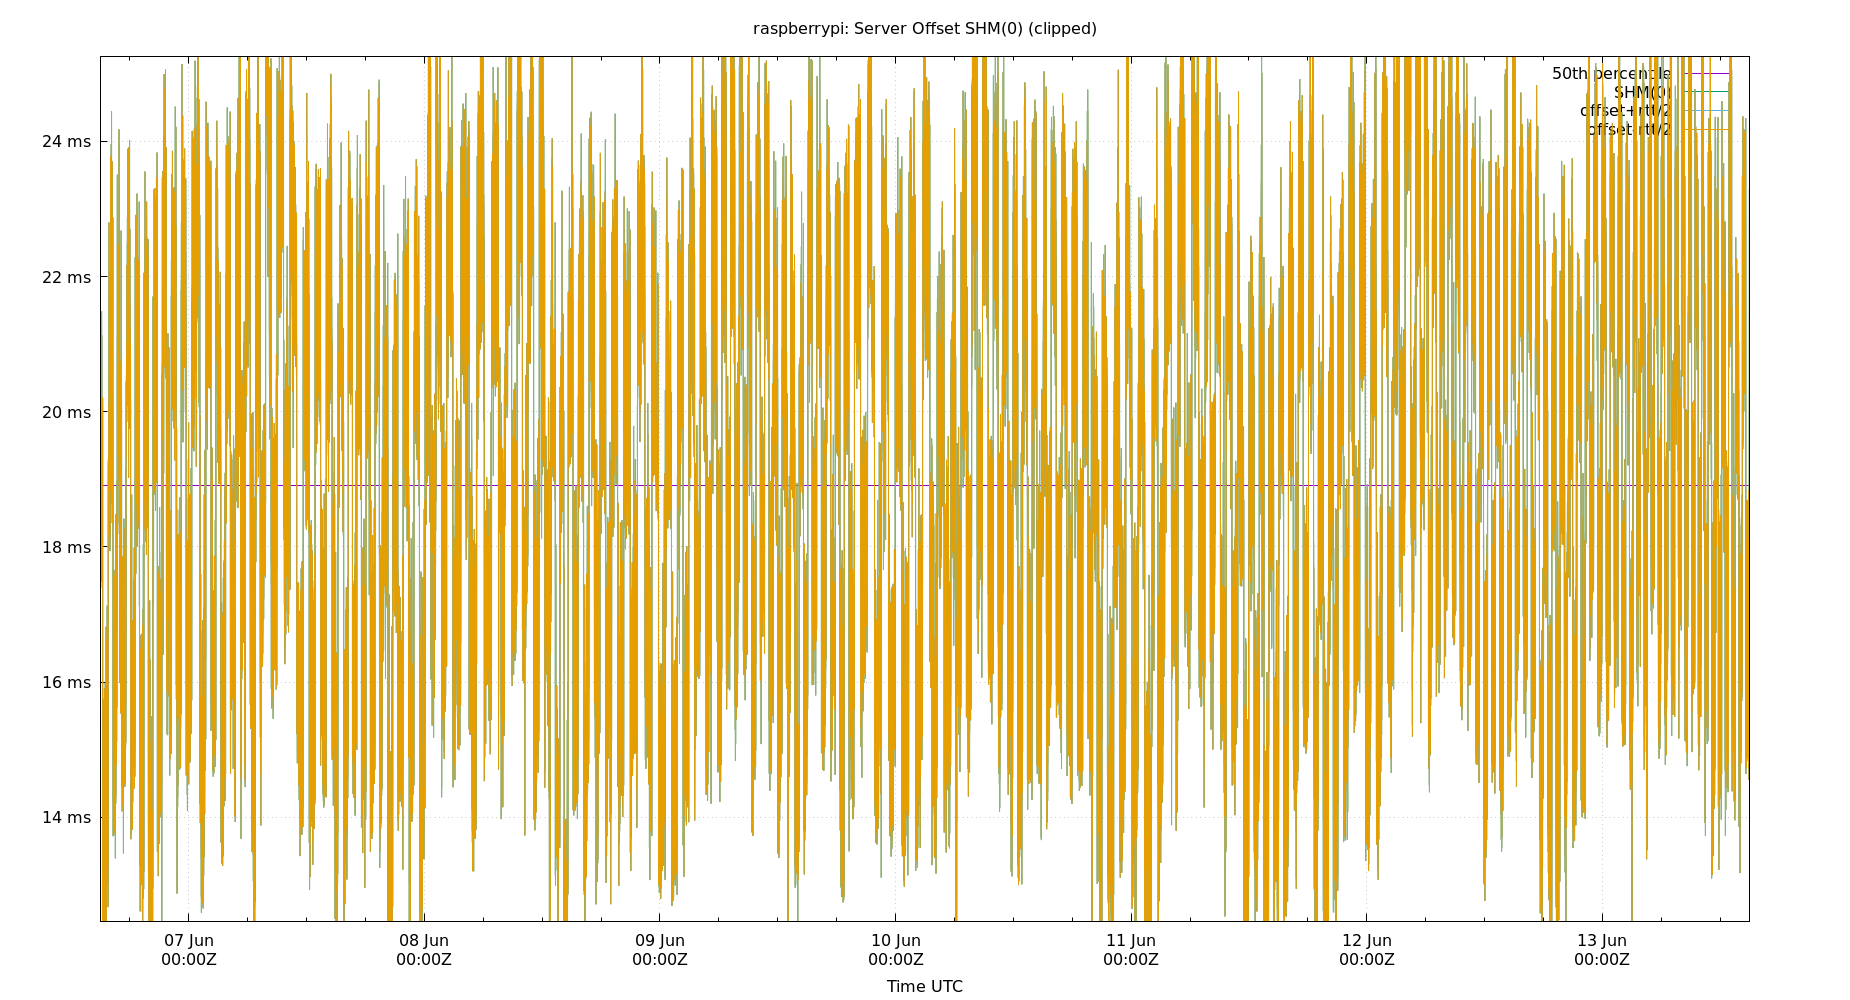 raspberrypi: Server Offset SHM(0) (clipped)
50th percentile
SHM(0)
offset+rtt/2
offset-rtt/2
24 ms
22 ms
20 ms
18 ms
16 ms
14 ms
07 Jun
00:00Z
08 Jun
00:00Z
09 Jun
00:00Z
10 Jun
00:00Z
11 Jun
00:00Z
12 Jun
00:00Z
13 Jun
00:00Z
Time UTC